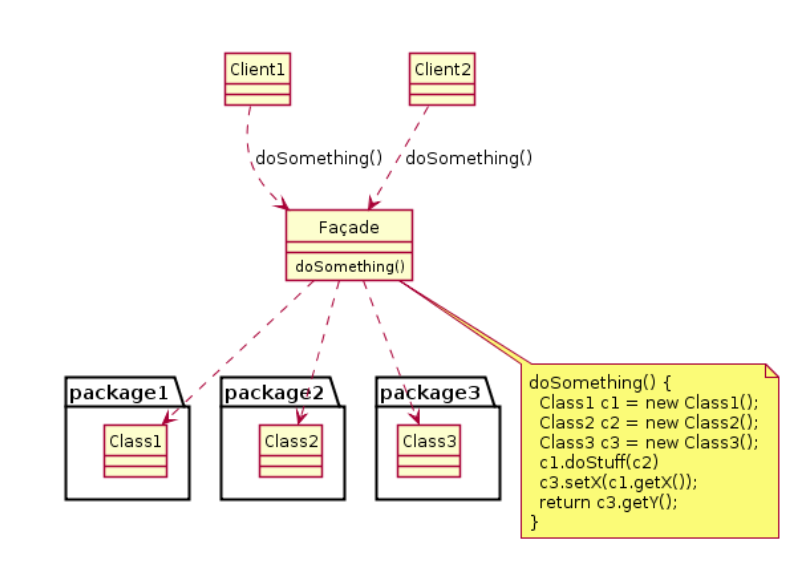 Client1
Client2
doSomething()
doSomething()
Façade
doSomething()
package1
package2
package3
Class1
Class2
Class3
doSomething() {
Class1 c1 = new Class1();
Class2 c2 = new Class2();
Class3 c3 = new Class3();
c1.doStuff(c2)
c3.setX(c1.getX());
return c3.getY();
}